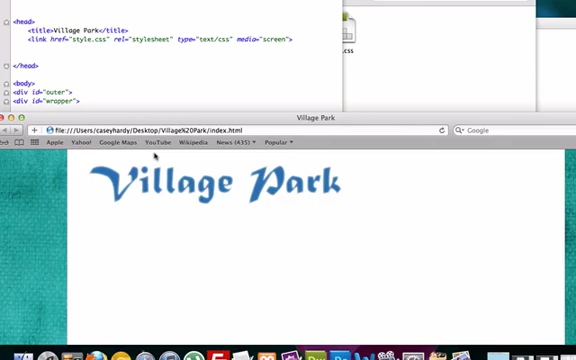 <head>
<title>Village Park</title>
<link href="style.css" rel="stylesheet" type="text/css" media="screen">
</head>
<body>
<div id="outer">
<div id="wrapper">
.css
Village Park
file:///Users/caseyhardy/Desktop/Village%20Park/index.html
Google
Apple Yahoo! Google Maps YouTube Wikipedia News (435) Popular
Village Park